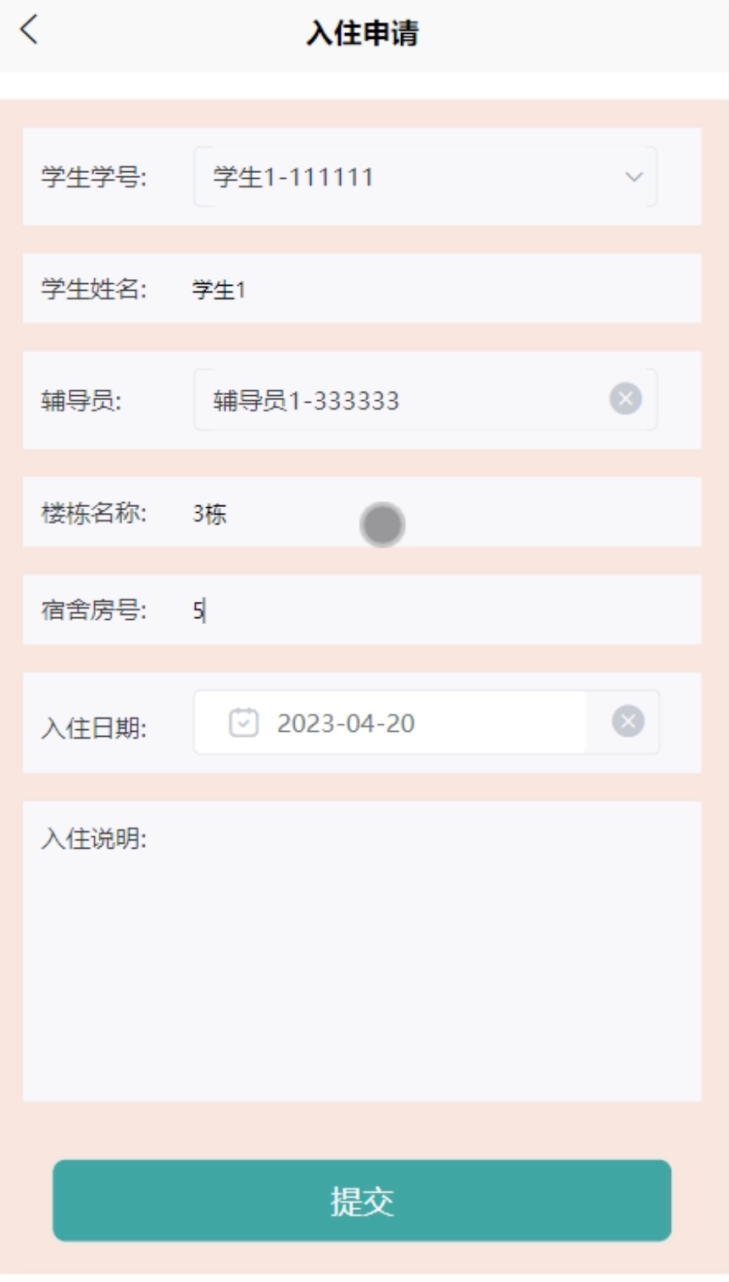 入住申请
学生学号: 学生1-111111
学生姓名: 学生1
辅导员: 辅导员1-333333
楼栋名称: 3栋
宿舍房号: 5
入住日期: 2023-04-20
入住说明:
提交